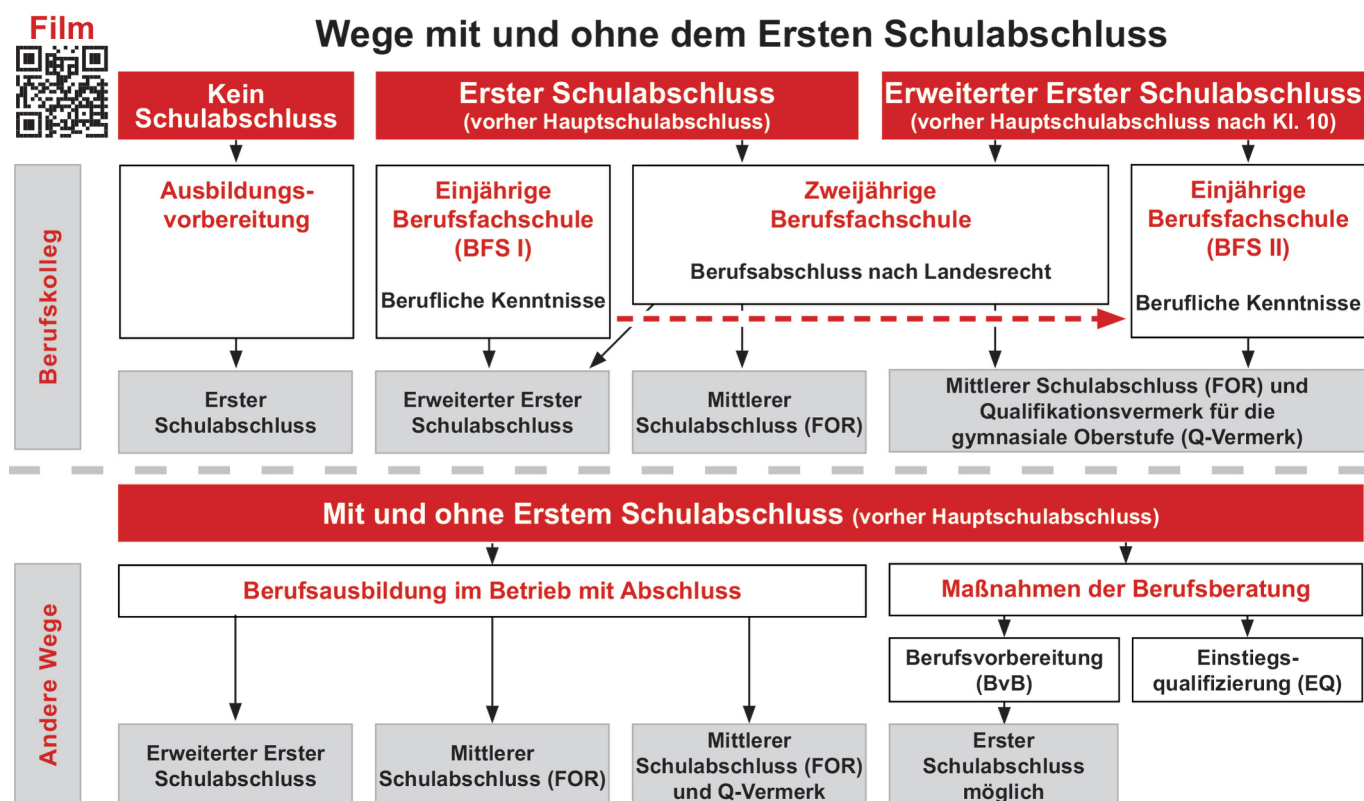 Film
Wege mit und ohne dem Ersten Schulabschluss
Kein
Schulabschluss
Erster Schulabschluss
(vorher Hauptschulabschluss)
Erweiterter Erster Schulabschluss
(vorher Hauptschulabschluss nach Kl. 10)
Berufskolleg
Ausbildungs-
vorbereitung
Einjährige
Berufsfachschule
(BFS I)
Berufliche Kenntnisse
Zweijährige
Berufsfachschule
Berufsabschluss nach Landesrecht
Einjährige
Berufsfachschule
(BFS II)
Berufliche Kenntnisse
Erster
Schulabschluss
Erweiterter Erster
Schulabschluss
Mittlerer
Schulabschluss (FOR)
Mittlerer Schulabschluss (FOR) und
Qualifikationsvermerk für die
gymnasiale Oberstufe (Q-Vermerk)
Mit und ohne Erstem Schulabschluss (vorher Hauptschulabschluss)
Andere Wege
Berufsausbildung im Betrieb mit Abschluss
Maßnahmen der Berufsberatung
Berufsvorbereitung
(BvB)
Einstiegs-
qualifizierung (EQ)
Erweiterter Erster
Schulabschluss
Mittlerer
Schulabschluss (FOR)
Mittlerer
Schulabschluss (FOR)
und Q-Vermerk
Erster
Schulabschluss
möglich